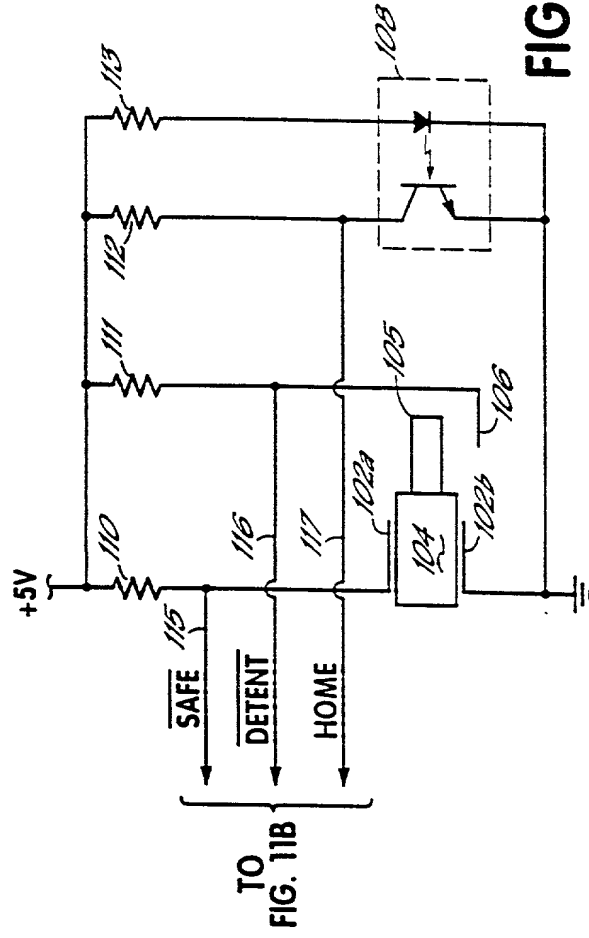 +5V
110
111
112
113
115
SAFE
116
DETENT
117
HOME
TO
FIG. 11B
102a
104
105
102b
106
108
FIG